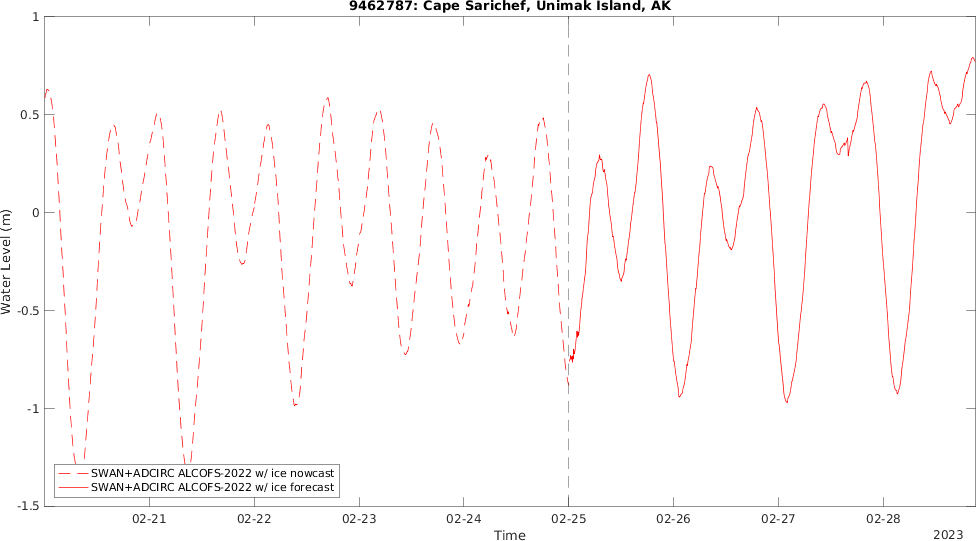 9462787: Cape Sarichef, Unimak Island, AK
1
0.5
0
-0.5
-1
-1.5
Water Level (m)
SWAN+ADCIRC ALCOFS-2022 w/ ice nowcast
SWAN+ADCIRC ALCOFS-2022 w/ ice forecast
02-21 02-22 02-23 02-24 02-25 02-26 02-27 02-28
Time
2023